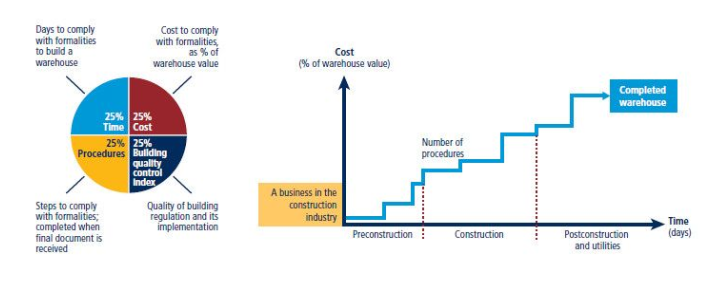 Days to comply
with formalities
to build a
warehouse
Cost to comply
with formalities,
as % of
warehouse value
25%
Time
25%
Cost
25%
Procedures
25%
Building
quality
control
index
Steps to comply
with formalities;
completed when
final document is
received
Quality of building
regulation and its
implementation
Cost
(% of warehouse value)
Completed
warehouse
Number of
procedures
A business in the
construction
industry
Time
(days)
Preconstruction
Construction
Postconstruction
and utilities